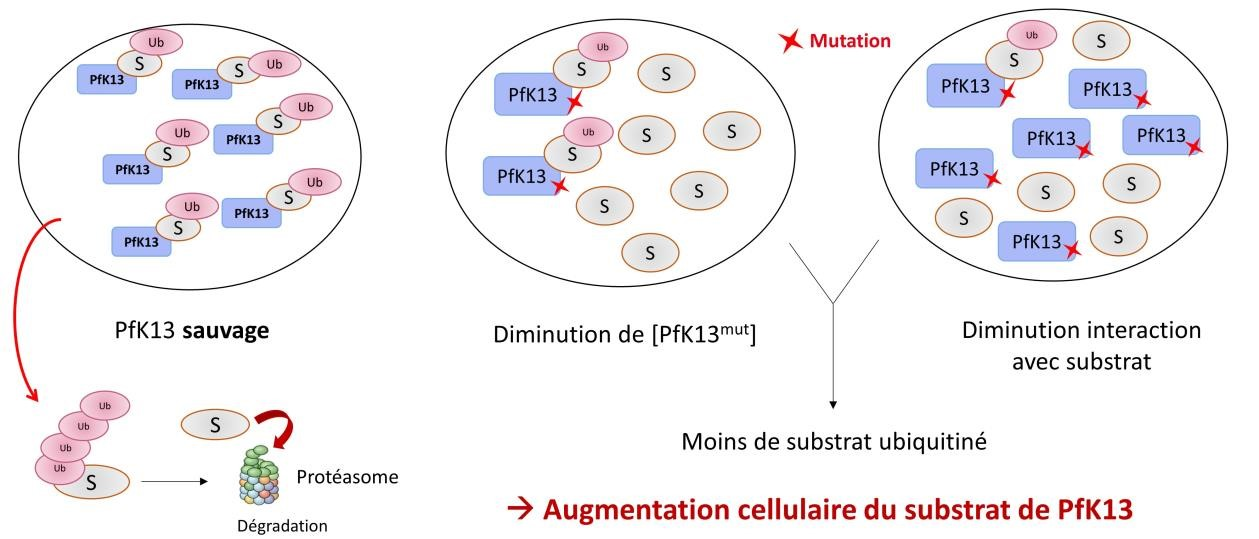 Ub
S
PfK13
S
Ub
PfK13
Ub
S
PfK13
Ub
S
PfK13
Ub
S
PfK13
Ub
S
PfK13
PfK13 sauvage
Ub
Ub
Ub
Ub
S
S
Protéasome
Dégradation
Ub
S
S
PfK13
Ub
S
S
S
PfK13
S
S
S
Diminution de [PfK13ᵐᵘᵗ]
Mutation
Ub
S
S
PfK13
PfK13
PfK13
PfK13
PfK13
S
S
S
PfK13
S
Diminution interaction
avec substrat
Moins de substrat ubiquitiné
→ Augmentation cellulaire du substrat de PfK13